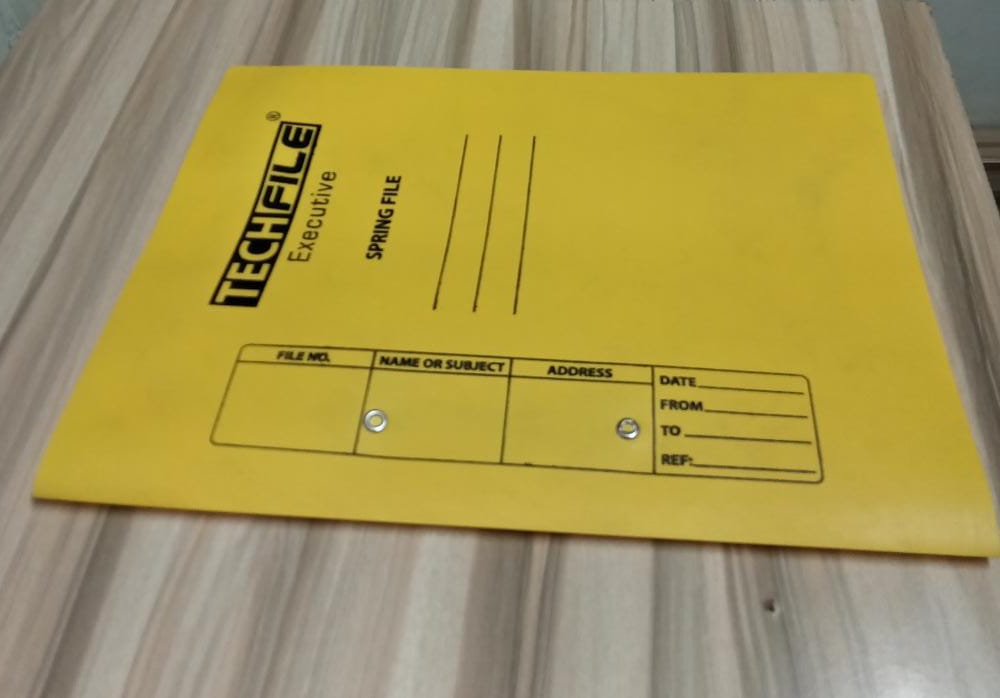 TECHFILE®
Executive
SPRING FILE
FILE NO.
NAME OR SUBJECT
ADDRESS
DATE
FROM
TO
REF: